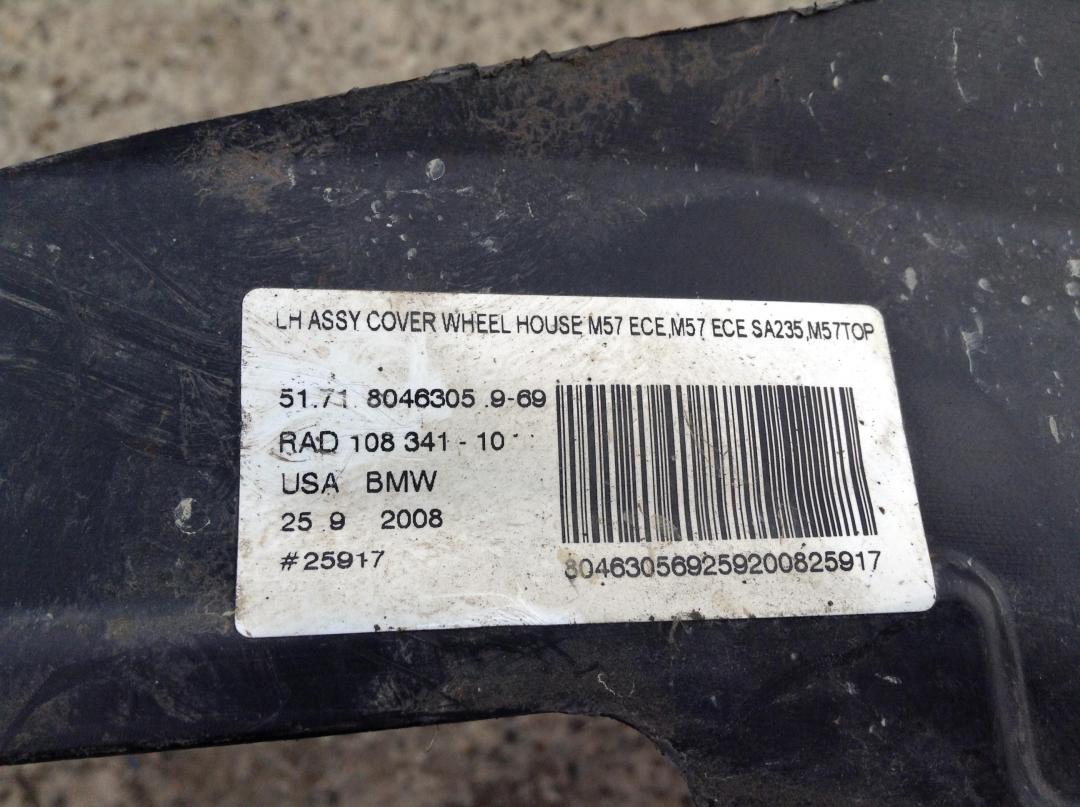 LH ASSY COVER WHEEL HOUSE M57 ECE,M57 ECE SA235,M57TOP
51.71 8046305 .9-69
RAD 108 341 - 10
USA BMW
25 9 2008
#25917
80463056925920082591​7